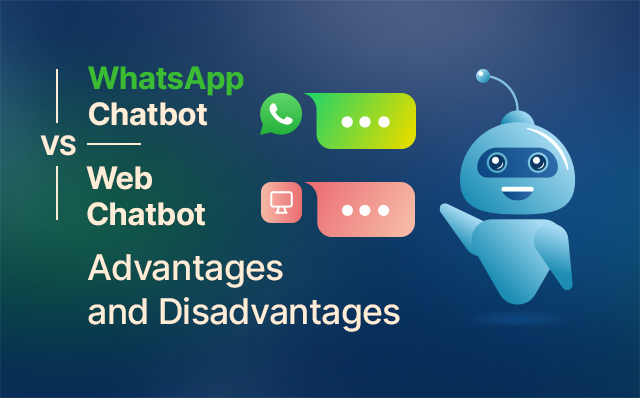 WhatsApp
Chatbot
VS
Web
Chatbot
Advantages
and Disadvantages